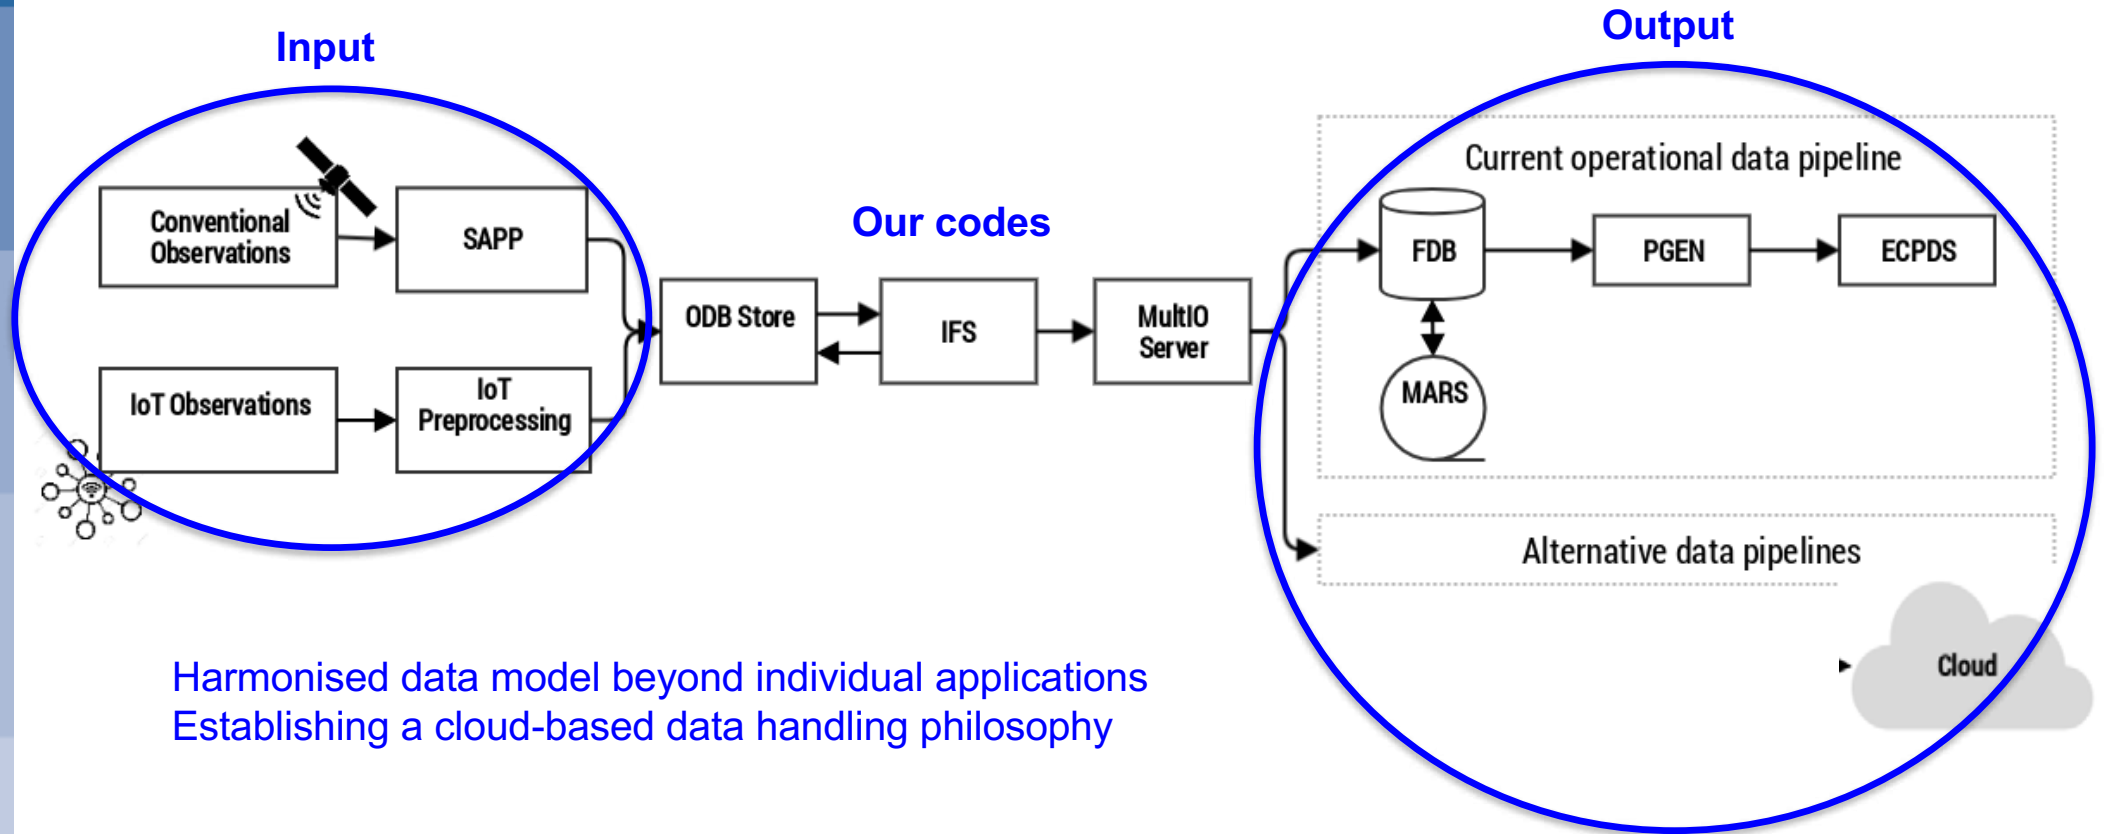 Input
Output
Conventional
Observations
SAPP
IoT Observations
IoT
Preprocessing
Our codes
ODB Store
IFS
MultIO
Server
Current operational data pipeline
FDB
PGEN
ECPDS
MARS
Alternative data pipelines
Cloud
Harmonised data model beyond individual applications
Establishing a cloud-based data handling philosophy